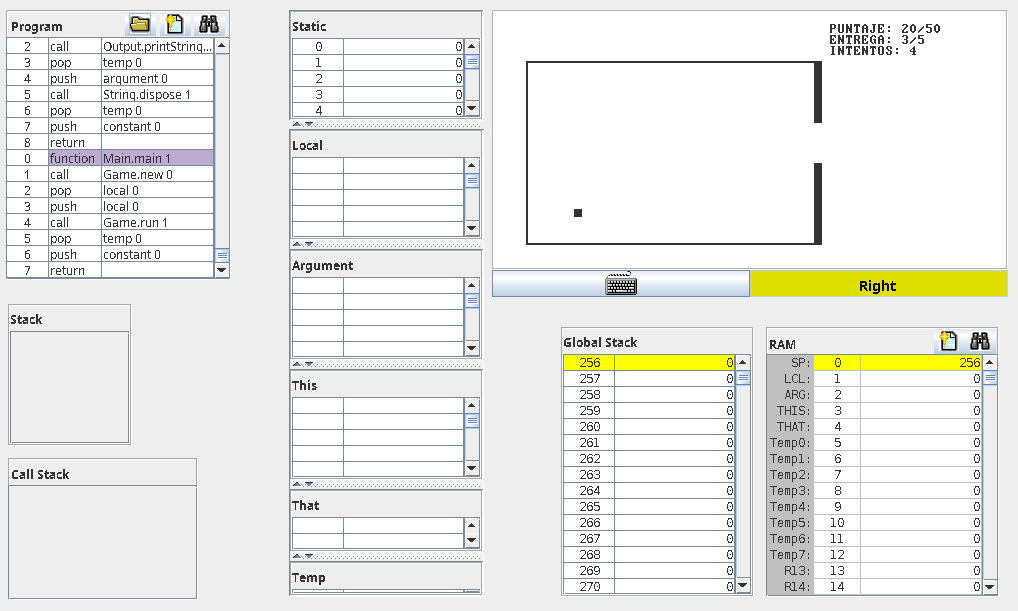 Program
2 call Output.printString...
3 pop temp 0
4 push argument 0
5 call String.dispose 1
6 pop temp 0
7 push constant 0
8 return
0 function Main.main 1
1 call Game.new 0
2 pop local 0
3 push local 0
4 call Game.run 1
5 pop temp 0
6 push constant 0
7 return
Stack
Call Stack
Static
0 0
1 0
2 0
3 0
4 0
Local
Argument
This
That
Temp
PUNTAJE: 20/50
ENTREGA: 3/5
INTENTOS: 4
Right
Global Stack
256 0
257 0
258 0
259 0
260 0
261 0
262 0
263 0
264 0
265 0
266 0
267 0
268 0
269 0
270 0
RAM
SP: 0 256
LCL: 1 0
ARG: 2 0
THIS: 3 0
THAT: 4 0
Temp0: 5 0
Temp1: 6 0
Temp2: 7 0
Temp3: 8 0
Temp4: 9 0
Temp5: 10 0
Temp6: 11 0
Temp7: 12 0
R13: 13 0
R14: 14 0